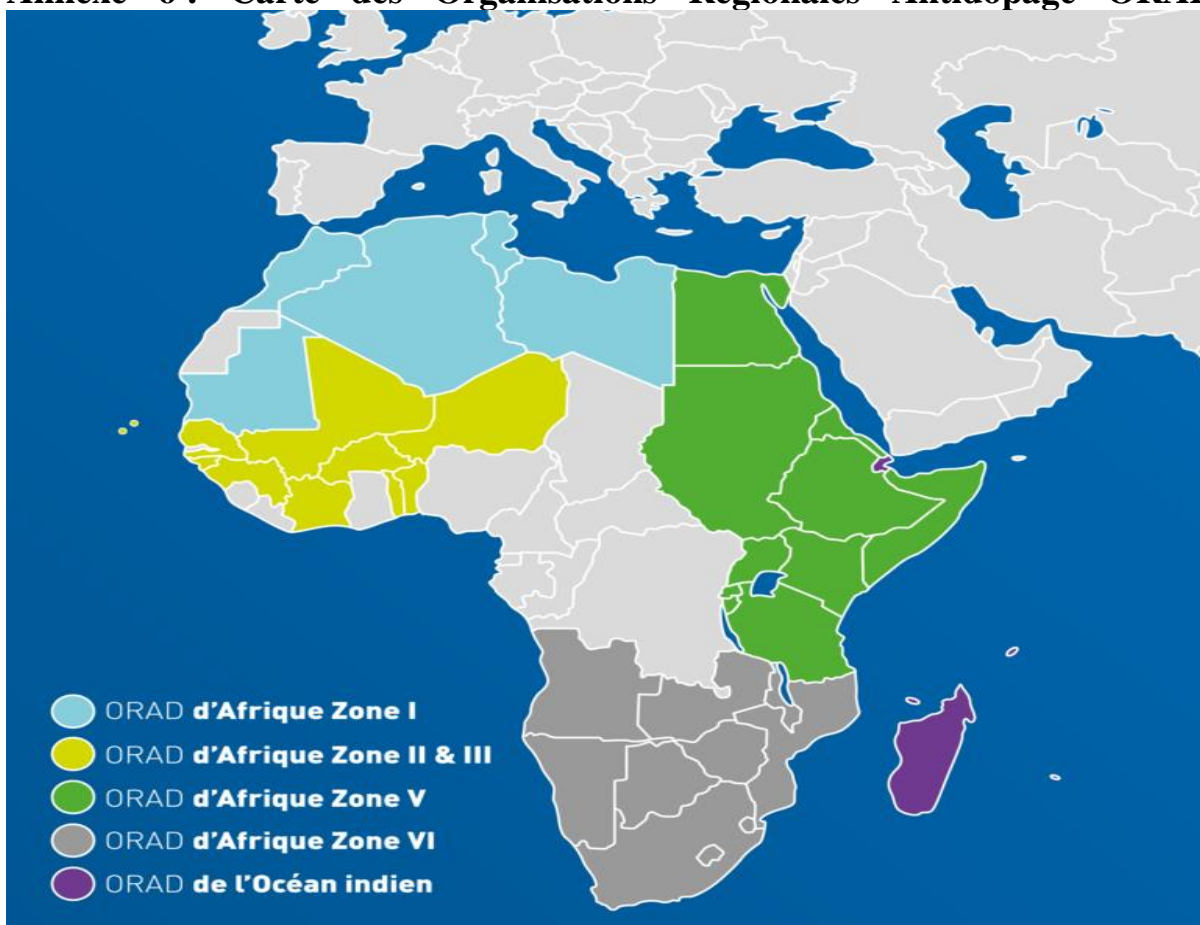 Annexe 6 : Carte des Organisations Régionales Antidopage ORAD
ORAD d'Afrique Zone I
ORAD d'Afrique Zone II & III
ORAD d'Afrique Zone V
ORAD d'Afrique Zone VI
ORAD de l'Océan indien